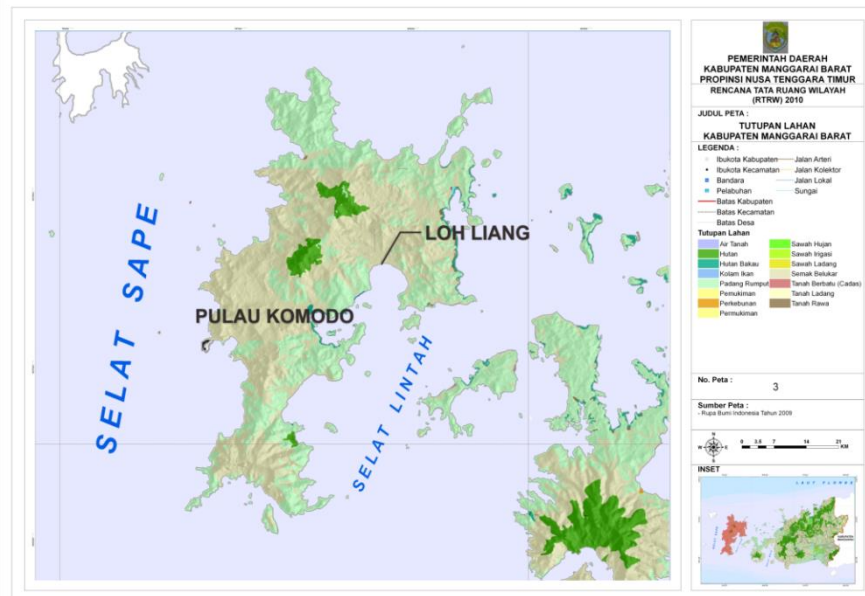 SELAT SAPE
PULAU KOMODO
LOH LIANG
SELAT LINTAH
PEMERINTAH DAERAH
KABUPATEN MANGGARAI BARAT
PROPINSI NUSA TENGGARA TIMUR
RENCANA TATA RUANG WILAYAH
(RTRW) 2010
JUDUL PETA :
TUTUPAN LAHAN
KABUPATEN MANGGARAI BARAT
LEGENDA :
Ibukota Kabupaten
Ibukota Kecamatan
Bandara
Pelabuhan
Batas Kabupaten
Batas Kecamatan
Batas Desa
Jalan Arteri
Jalan Kolektor
Jalan Lokal
Sungai
Tutupan Lahan
Air Tanah
Hutan
Hutan Bakau
Kolam Ikan
Padang Rumput
Pemukiman
Perkebunan
Permukiman
Sawah Hujan
Sawah Irigasi
Sawah Ladang
Semak Belukar
Tanah Berbatu (Cadas)
Tanah Ladang
Tanah Rawa
No. Peta :
3
Sumber Peta :
- Rupa Bumi Indonesia Tahun 2009
N
W E
S
0 3.5 7 14 21
KM
INSET
LAUT FLORES